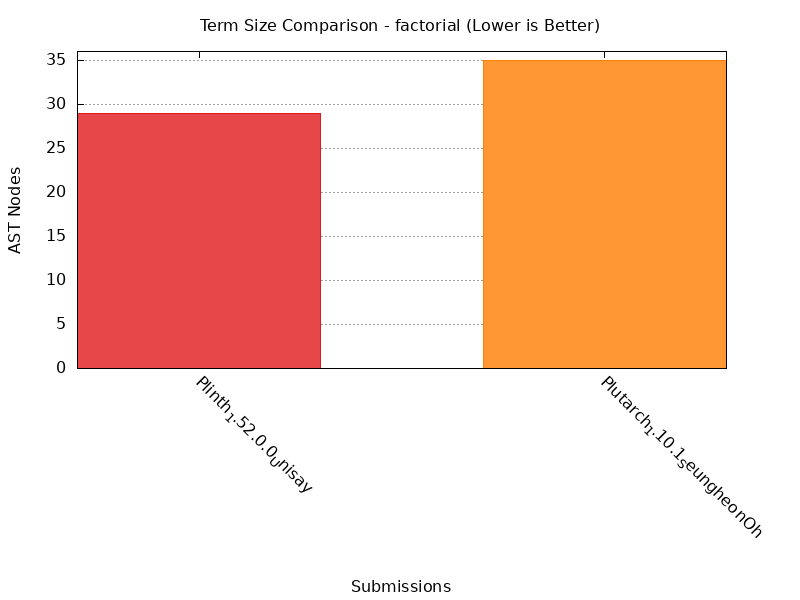 Term Size Comparison - factorial (Lower is Better)
AST Nodes
35
30
25
20
15
10
5
0
Plinth₁.52.0.0ᵤnisay
Plutarch₁.10.1ₛeungheonOh
Submissions